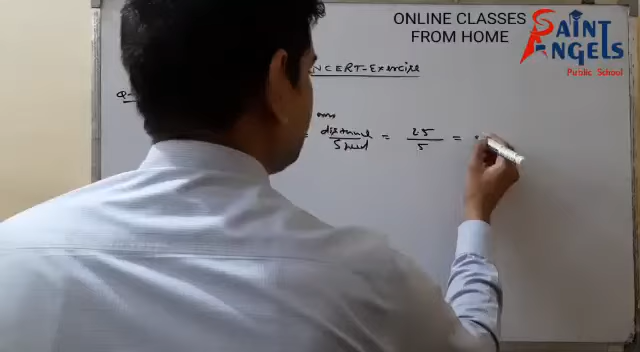 ONLINE CLASSES
FROM HOME
SAINT
ANGELS
Public School
NCERT-Exercise
Q-
distance
Speed
= 25
5
=